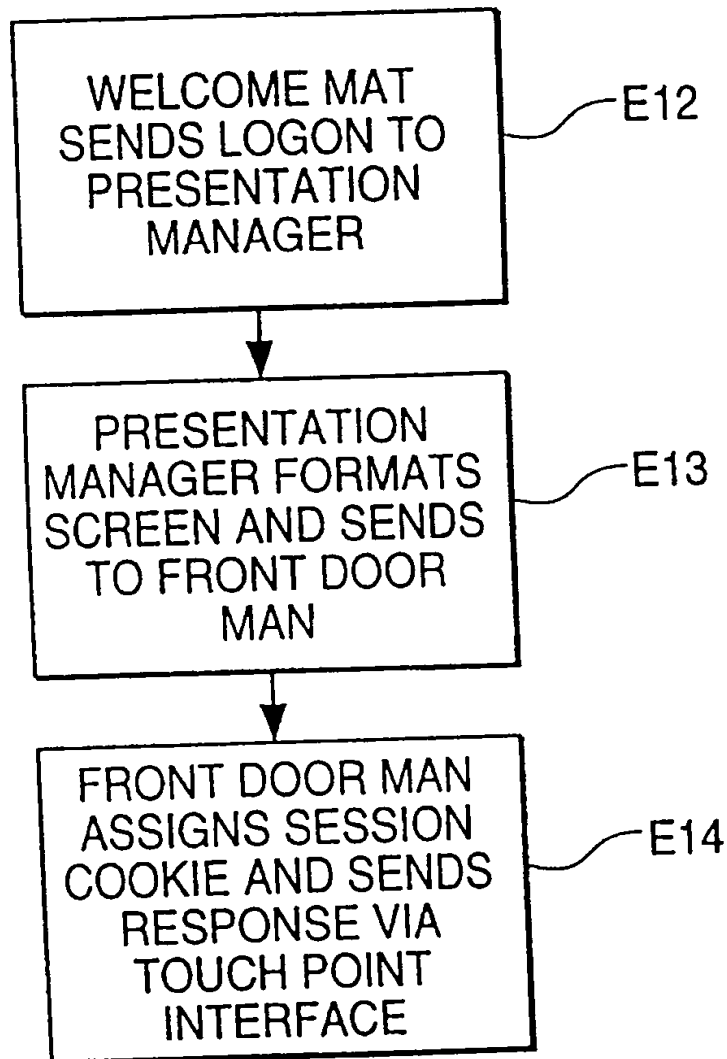 WELCOME MAT
SENDS LOGON TO
PRESENTATION
MANAGER
E12
PRESENTATION
MANAGER FORMATS
SCREEN AND SENDS
TO FRONT DOOR
MAN
E13
FRONT DOOR MAN
ASSIGNS SESSION
COOKIE AND SENDS
RESPONSE VIA
TOUCH POINT
INTERFACE
E14